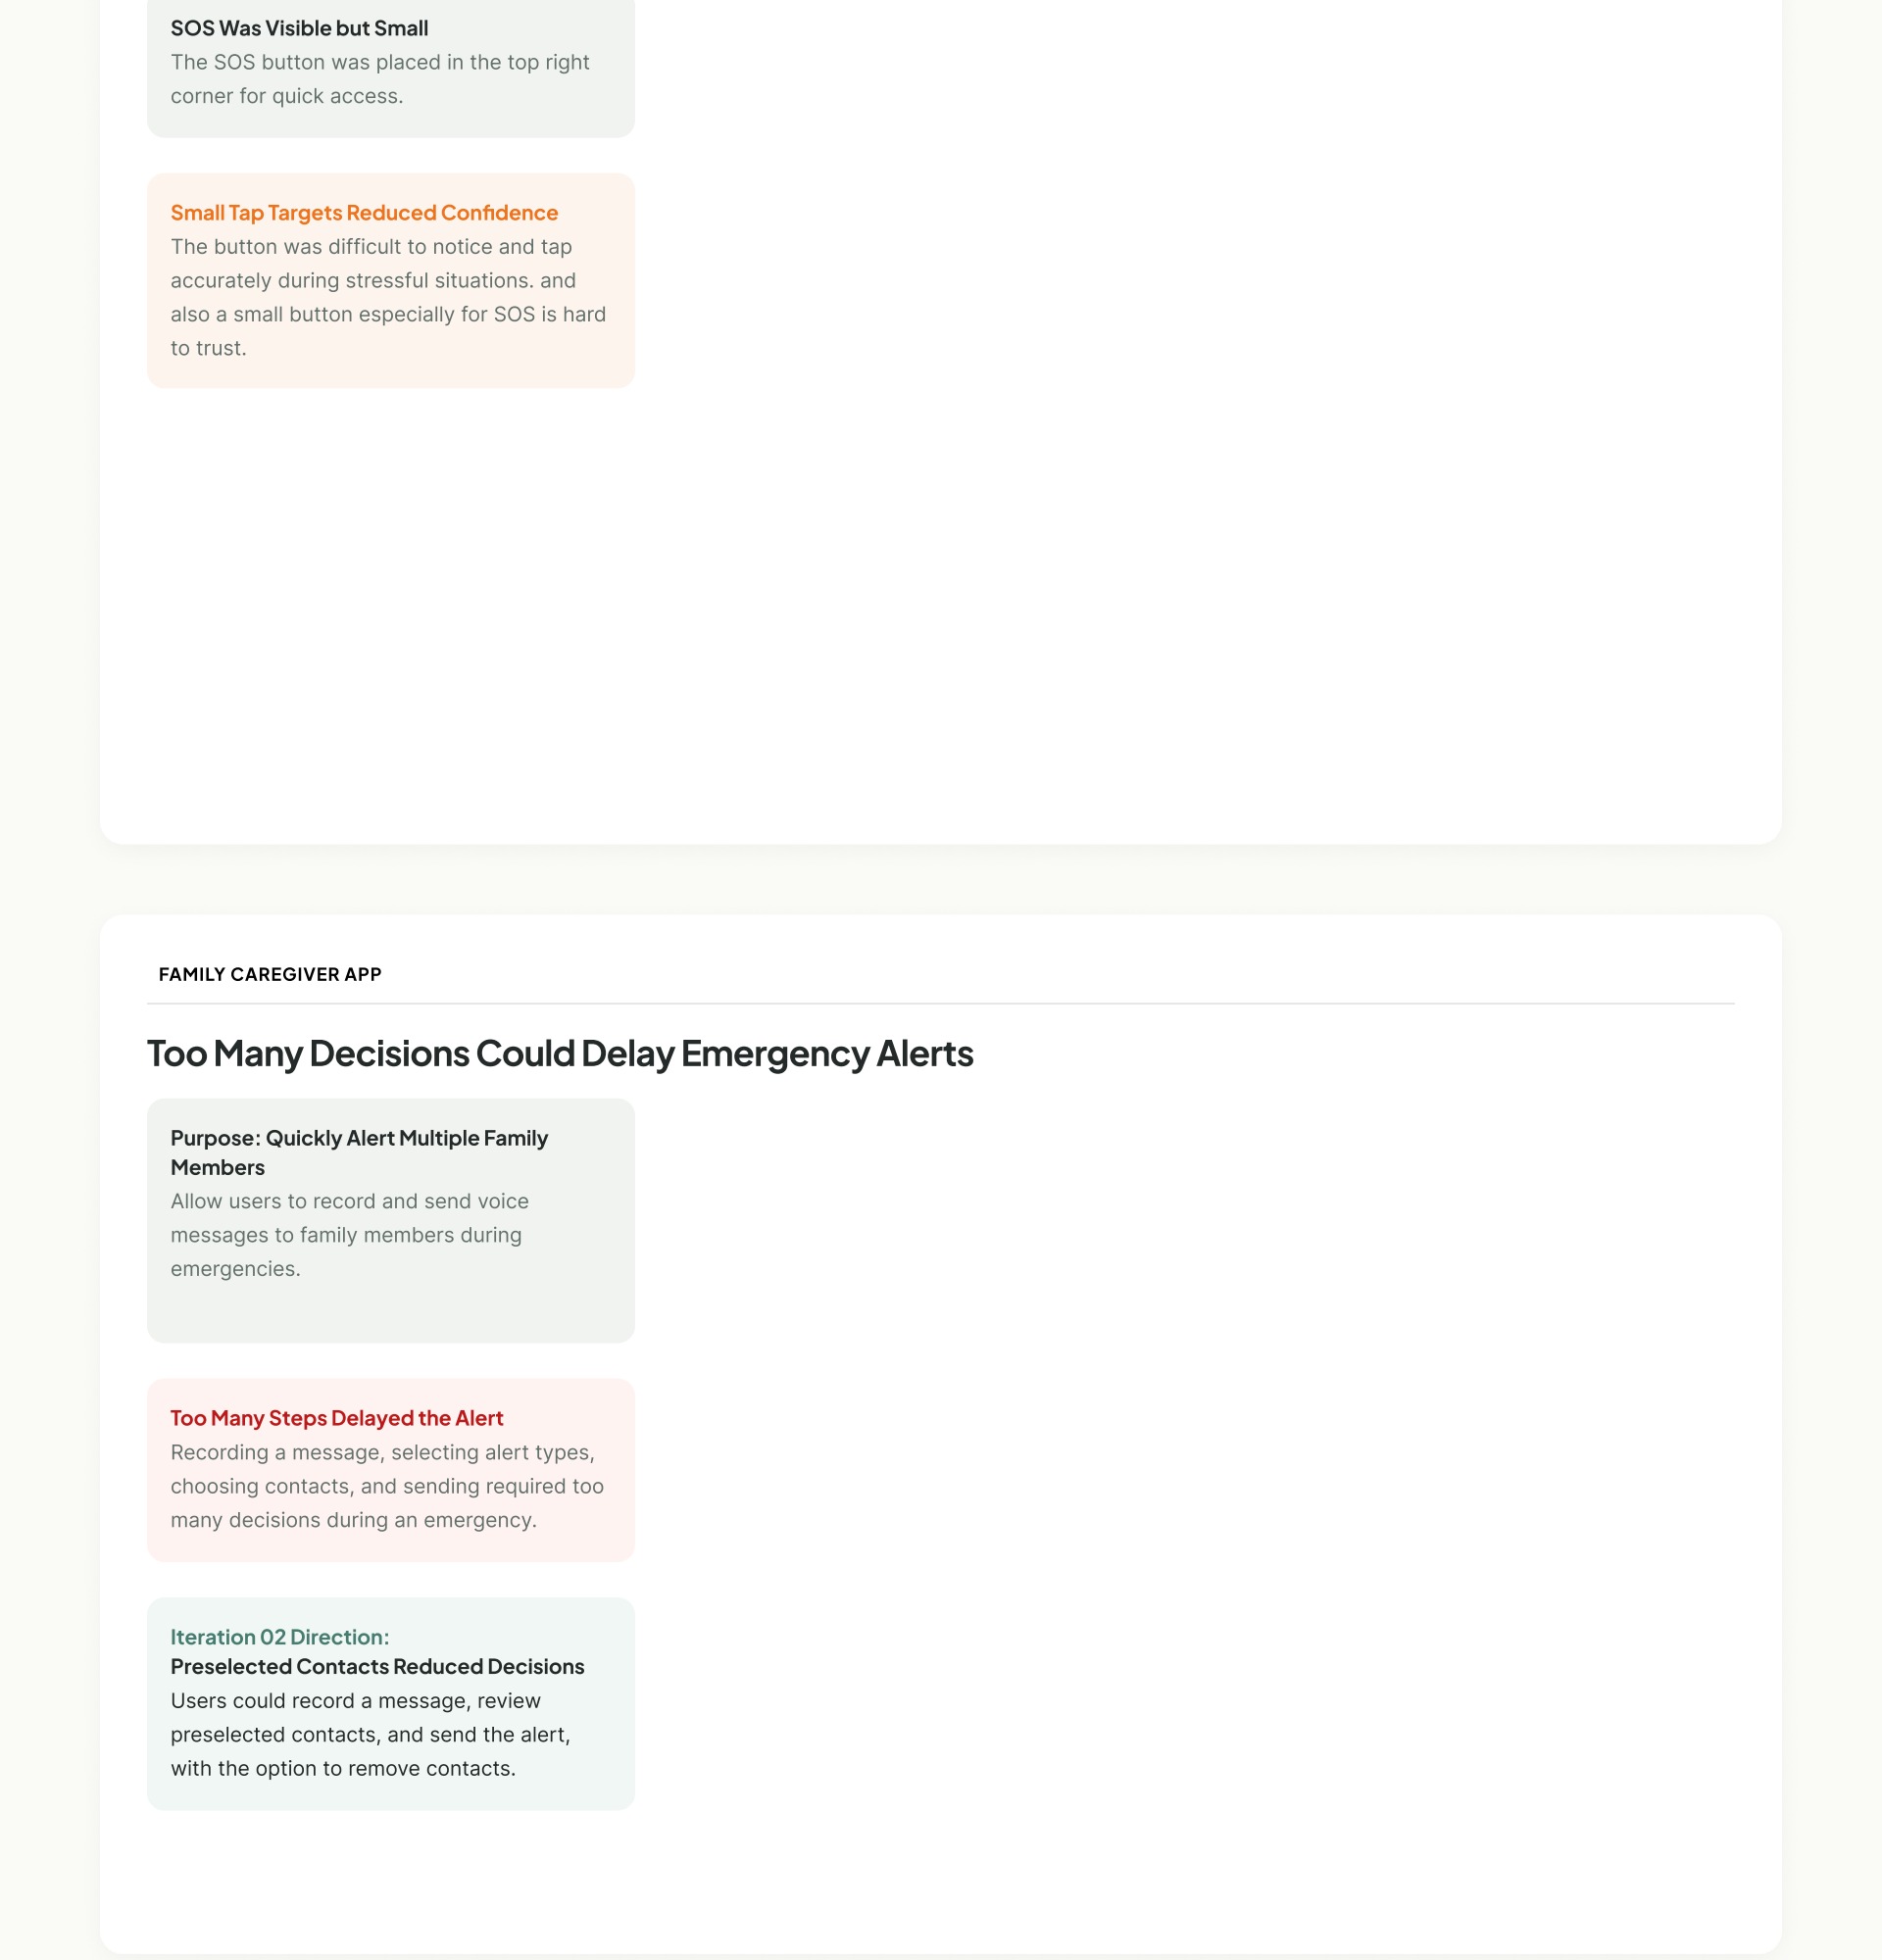 SOS Was Visible but Small
The SOS button was placed in the top right
corner for quick access.
Small Tap Targets Reduced Confidence
The button was difficult to notice and tap
accurately during stressful situations. and
also a small button especially for SOS is hard
to trust.
FAMILY CAREGIVER APP
Too Many Decisions Could Delay Emergency Alerts
Purpose: Quickly Alert Multiple Family
Members
Allow users to record and send voice
messages to family members during
emergencies.
Too Many Steps Delayed the Alert
Recording a message, selecting alert types,
choosing contacts, and sending required too
many decisions during an emergency.
Iteration 02 Direction:
Preselected Contacts Reduced Decisions
Users could record a message, review
preselected contacts, and send the alert,
with the option to remove contacts.